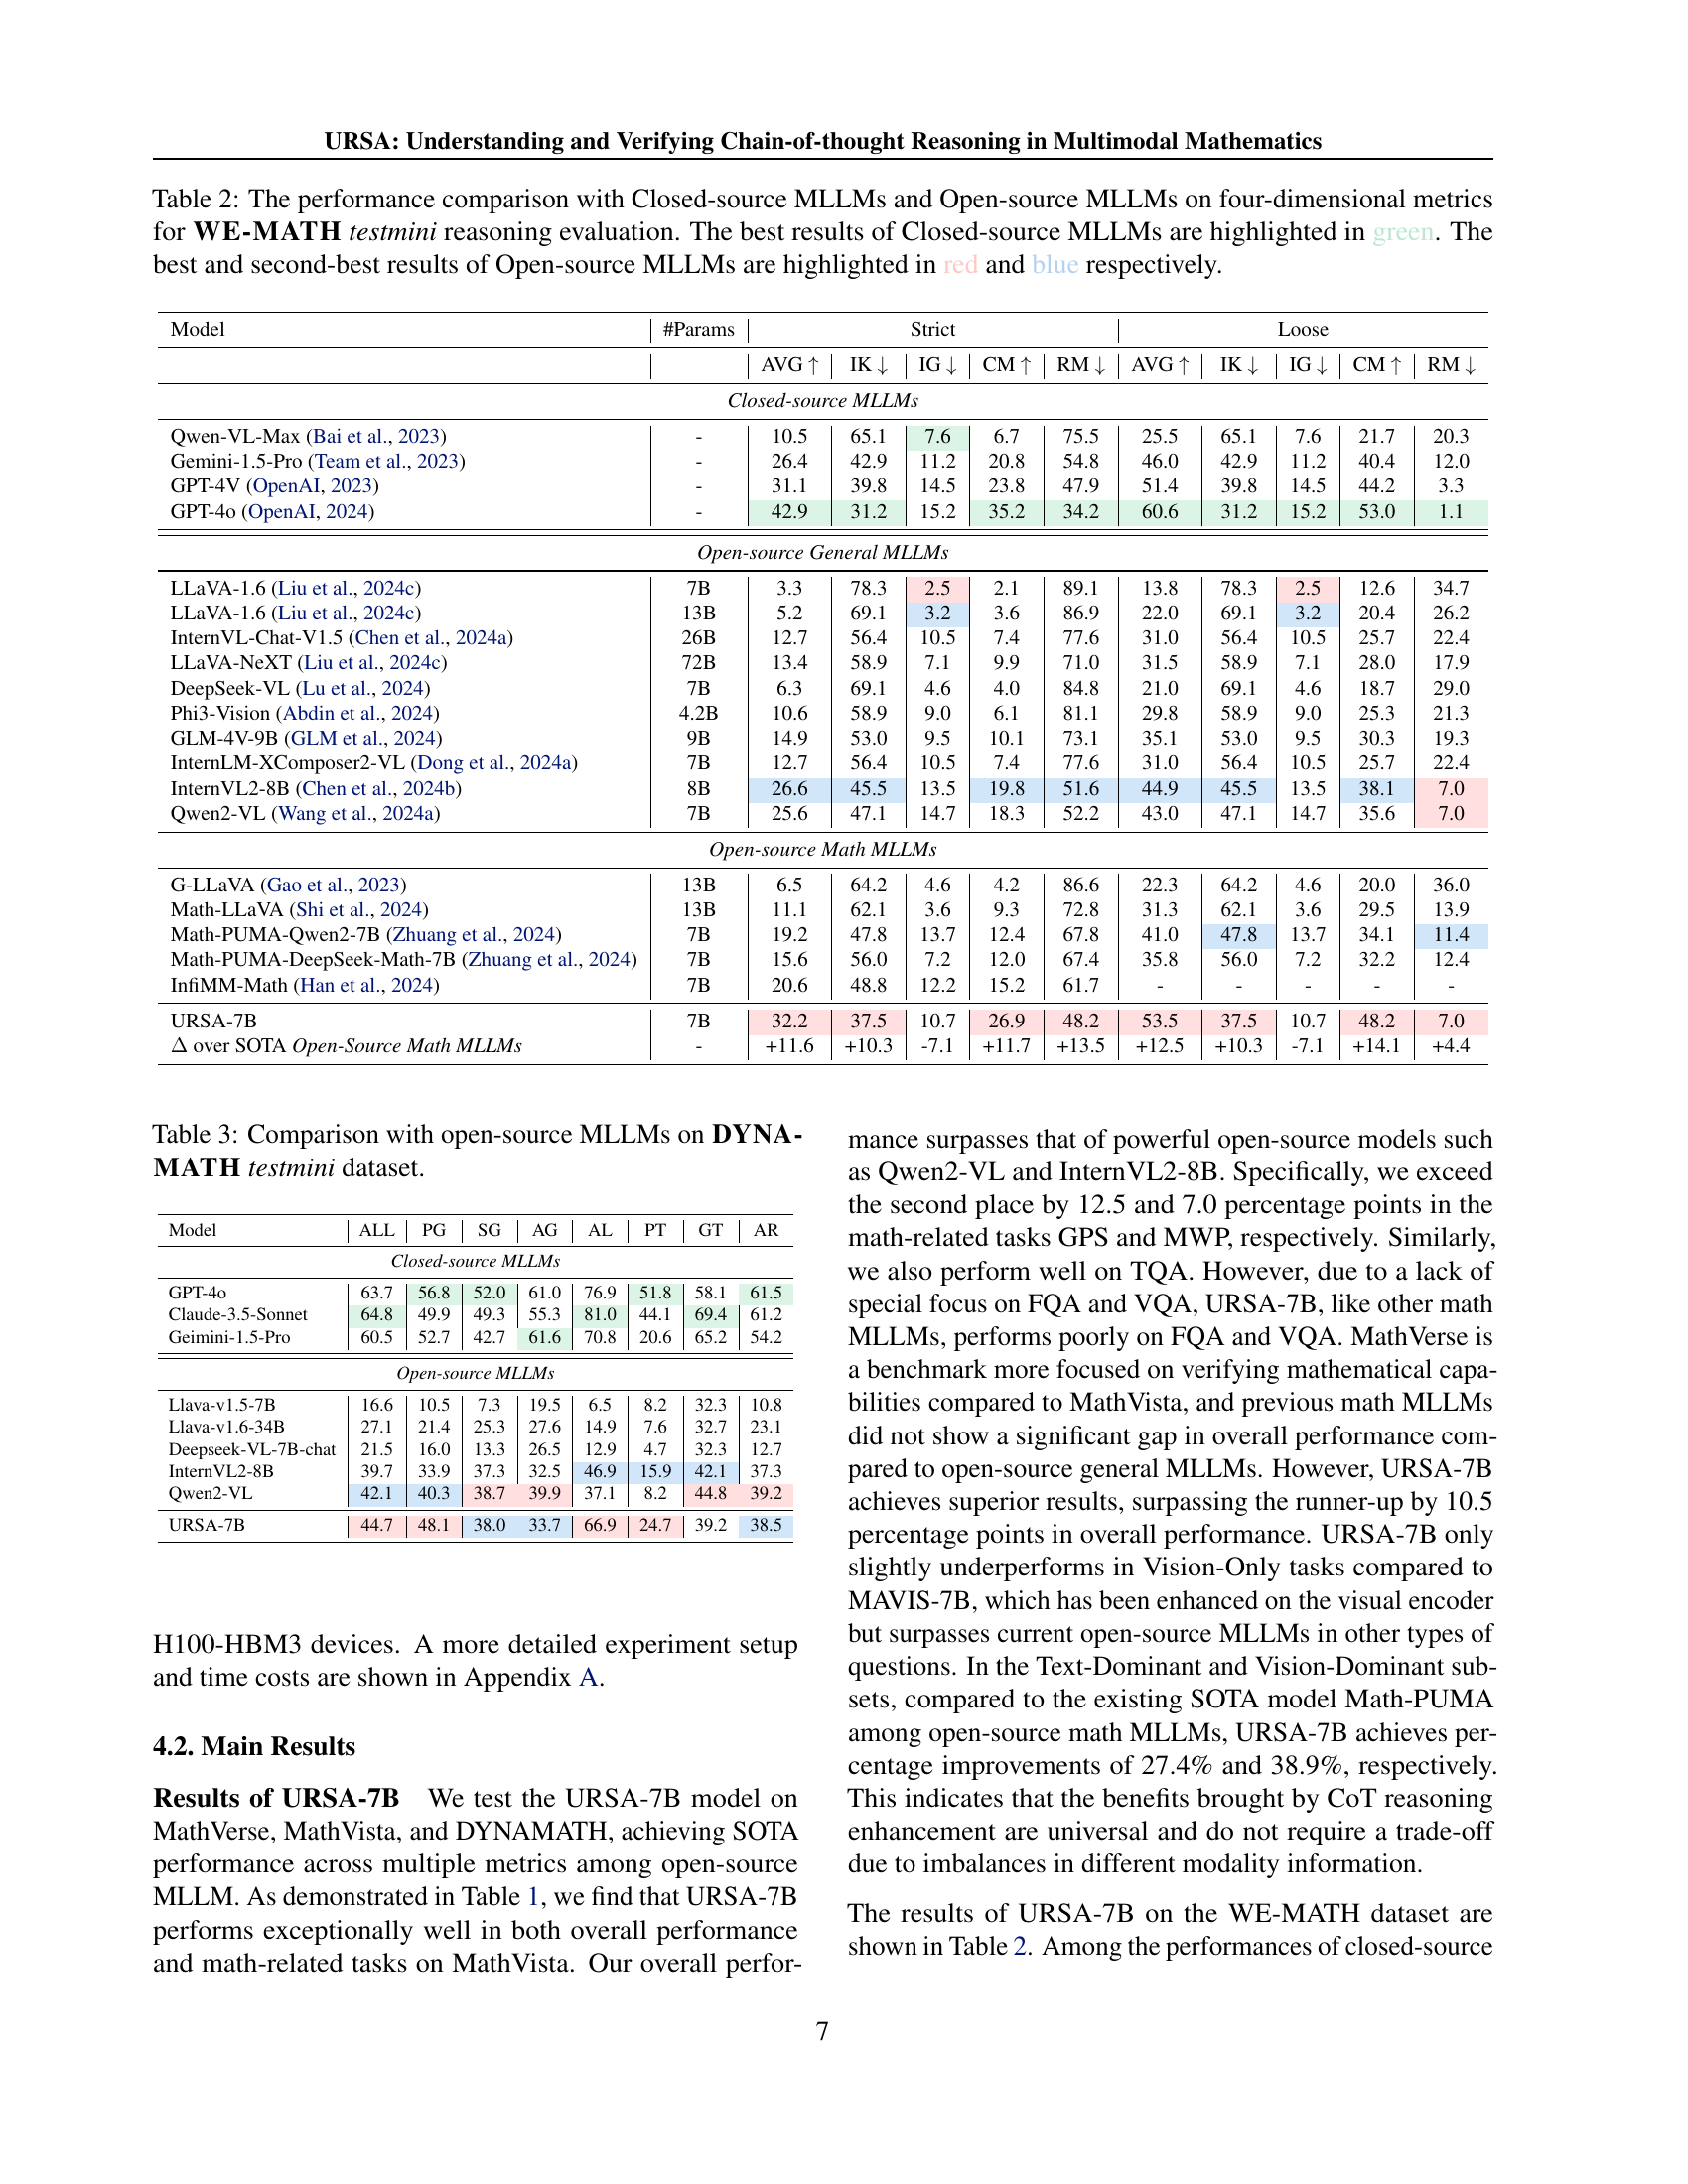 URSA: Understanding and Verifying Chain-of-thought Reasoning in Multimodal Mathematics
Table 2: The performance comparison with Closed-source MLLMs and Open-source MLLMs on four-dimensional metrics
for WE-MATH testmini reasoning evaluation. The best results of Closed-source MLLMs are highlighted in green. The
best and second-best results of Open-source MLLMs are highlighted in red and blue respectively.
Model #Params Strict Loose
AVG ↑ IK ↓ IG ↓ CM ↑ RM ↓ AVG ↑ IK ↓ IG ↓ CM ↑ RM ↓
Closed-source MLLMs
Qwen-VL-Max (Bai et al., 2023) - 10.5 65.1 7.6 6.7 75.5 25.5 65.1 7.6 21.7 20.3
Gemini-1.5-Pro (Team et al., 2023) - 26.4 42.9 11.2 20.8 54.8 46.0 42.9 11.2 40.4 12.0
GPT-4V (OpenAI, 2023) - 31.1 39.8 14.5 23.8 47.9 51.4 39.8 14.5 44.2 3.3
GPT-4o (OpenAI, 2024) - 42.9 31.2 15.2 35.2 34.2 60.6 31.2 15.2 53.0 1.1
Open-source General MLLMs
LLaVA-1.6 (Liu et al., 2024c) 7B 3.3 78.3 2.5 2.1 89.1 13.8 78.3 2.5 12.6 34.7
LLaVA-1.6 (Liu et al., 2024c) 13B 5.2 69.1 3.2 3.6 86.9 22.0 69.1 3.2 20.4 26.2
InternVL-Chat-V1.5 (Chen et al., 2024a) 26B 12.7 56.4 10.5 7.4 77.6 31.0 56.4 10.5 25.7 22.4
LLaVA-NeXT (Liu et al., 2024c) 72B 13.4 58.9 7.1 9.9 71.0 31.5 58.9 7.1 28.0 17.9
DeepSeek-VL (Lu et al., 2024) 7B 6.3 69.1 4.6 4.0 84.8 21.0 69.1 4.6 18.7 29.0
Phi3-Vision (Abdin et al., 2024) 4.2B 10.6 58.9 9.0 6.1 81.1 29.8 58.9 9.0 25.3 21.3
GLM-4V-9B (GLM et al., 2024) 9B 14.9 53.0 9.5 10.1 73.1 35.1 53.0 9.5 30.3 19.3
InternLM-XComposer2-VL (Dong et al., 2024a) 7B 12.7 56.4 10.5 7.4 77.6 31.0 56.4 10.5 25.7 22.4
InternVL2-8B (Chen et al., 2024b) 8B 26.6 45.5 13.5 19.8 51.6 44.9 45.5 13.5 38.1 7.0
Qwen2-VL (Wang et al., 2024a) 7B 25.6 47.1 14.7 18.3 52.2 43.0 47.1 14.7 35.6 7.0
Open-source Math MLLMs
G-LLaVA (Gao et al., 2023) 13B 6.5 64.2 4.6 4.2 86.6 22.3 64.2 4.6 20.0 36.0
Math-LLaVA (Shi et al., 2024) 13B 11.1 62.1 3.6 9.3 72.8 31.3 62.1 3.6 29.5 13.9
Math-PUMA-Qwen2-7B (Zhuang et al., 2024) 7B 19.2 47.8 13.7 12.4 67.8 41.0 47.8 13.7 34.1 11.4
Math-PUMA-DeepSeek-Math-7B (Zhuang et al., 2024) 7B 15.6 56.0 7.2 12.0 67.4 35.8 56.0 7.2 32.2 12.4
InfiMM-Math (Han et al., 2024) 7B 20.6 48.8 12.2 15.2 61.7 - - - - -
URSA-7B 7B 32.2 37.5 10.7 26.9 48.2 53.5 37.5 10.7 48.2 7.0
Δ over SOTA Open-Source Math MLLMs - +11.6 +10.3 -7.1 +11.7 +13.5 +12.5 +10.3 -7.1 +14.1 +4.4
Table 3: Comparison with open-source MLLMs on DYNA-
MATH testmini dataset.
Model ALL PG SG AG AL PT GT AR
Closed-source MLLMs
GPT-4o 63.7 56.8 52.0 61.0 76.9 51.8 58.1 61.5
Claude-3.5-Sonnet 64.8 49.9 49.3 55.3 81.0 44.1 69.4 61.2
Geimini-1.5-Pro 60.5 52.7 42.7 61.6 70.8 20.6 65.2 54.2
Open-source MLLMs
Llava-v1.5-7B 16.6 10.5 7.3 19.5 6.5 8.2 32.3 10.8
Llava-v1.6-34B 27.1 21.4 25.3 27.6 14.9 7.6 32.7 23.1
Deepseek-VL-7B-chat 21.5 16.0 13.3 26.5 12.9 4.7 32.3 12.7
InternVL2-8B 39.7 33.9 37.3 32.5 46.9 15.9 42.1 37.3
Qwen2-VL 42.1 40.3 38.7 39.9 37.1 8.2 44.8 39.2
URSA-7B 44.7 48.1 38.0 33.7 66.9 24.7 39.2 38.5
H100-HBM3 devices. A more detailed experiment setup
and time costs are shown in Appendix A.
4.2. Main Results
Results of URSA-7B We test the URSA-7B model on
MathVerse, MathVista, and DYNAMATH, achieving SOTA
performance across multiple metrics among open-source
MLLM. As demonstrated in Table 1, we find that URSA-7B
performs exceptionally well in both overall performance
and math-related tasks on MathVista. Our overall perfor-
mance surpasses that of powerful open-source models such
as Qwen2-VL and InternVL2-8B. Specifically, we exceed
the second place by 12.5 and 7.0 percentage points in the
math-related tasks GPS and MWP, respectively. Similarly,
we also perform well on TQA. However, due to a lack of
special focus on FQA and VQA, URSA-7B, like other math
MLLMs, performs poorly on FQA and VQA. MathVerse is
a benchmark more focused on verifying mathematical capa-
bilities compared to MathVista, and previous math MLLMs
did not show a significant gap in overall performance com-
pared to open-source general MLLMs. However, URSA-7B
achieves superior results, surpassing the runner-up by 10.5
percentage points in overall performance. URSA-7B only
slightly underperforms in Vision-Only tasks compared to
MAVIS-7B, which has been enhanced on the visual encoder
but surpasses current open-source MLLMs in other types of
questions. In the Text-Dominant and Vision-Dominant sub-
sets, compared to the existing SOTA model Math-PUMA
among open-source math MLLMs, URSA-7B achieves per-
centage improvements of 27.4% and 38.9%, respectively.
This indicates that the benefits brought by CoT reasoning
enhancement are universal and do not require a trade-off
due to imbalances in different modality information.
The results of URSA-7B on the WE-MATH dataset are
shown in Table 2. Among the performances of closed-source
7